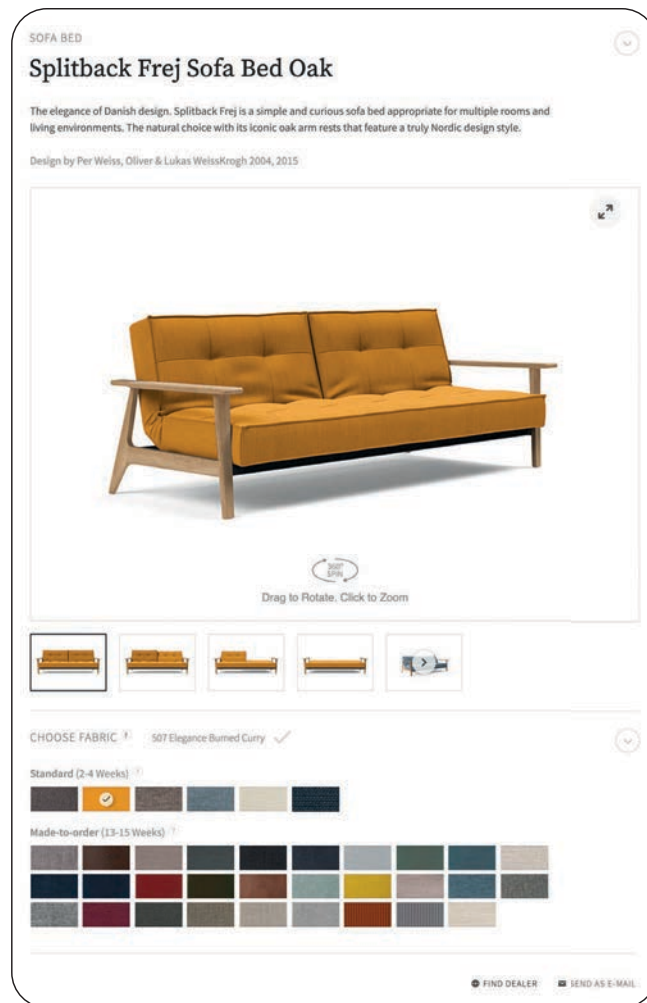 SOFA BED
Splitback Frej Sofa Bed Oak
The elegance of Danish design. Splitback Frej is a simple and curious sofa bed appropriate for multiple rooms and
living environments. The natural choice with its iconic oak arm rests that feature a truly Nordic design style.
Design by Per Weiss, Oliver & Lukas WeissKrogh 2004, 2015
360°
SPIN
Drag to Rotate. Click to Zoom
CHOOSE FABRIC ? 507 Elegance Burned Curry
Standard (2-4 Weeks) ?
Made-to-order (13-15 Weeks) ?
FIND DEALER SEND AS E-MAIL